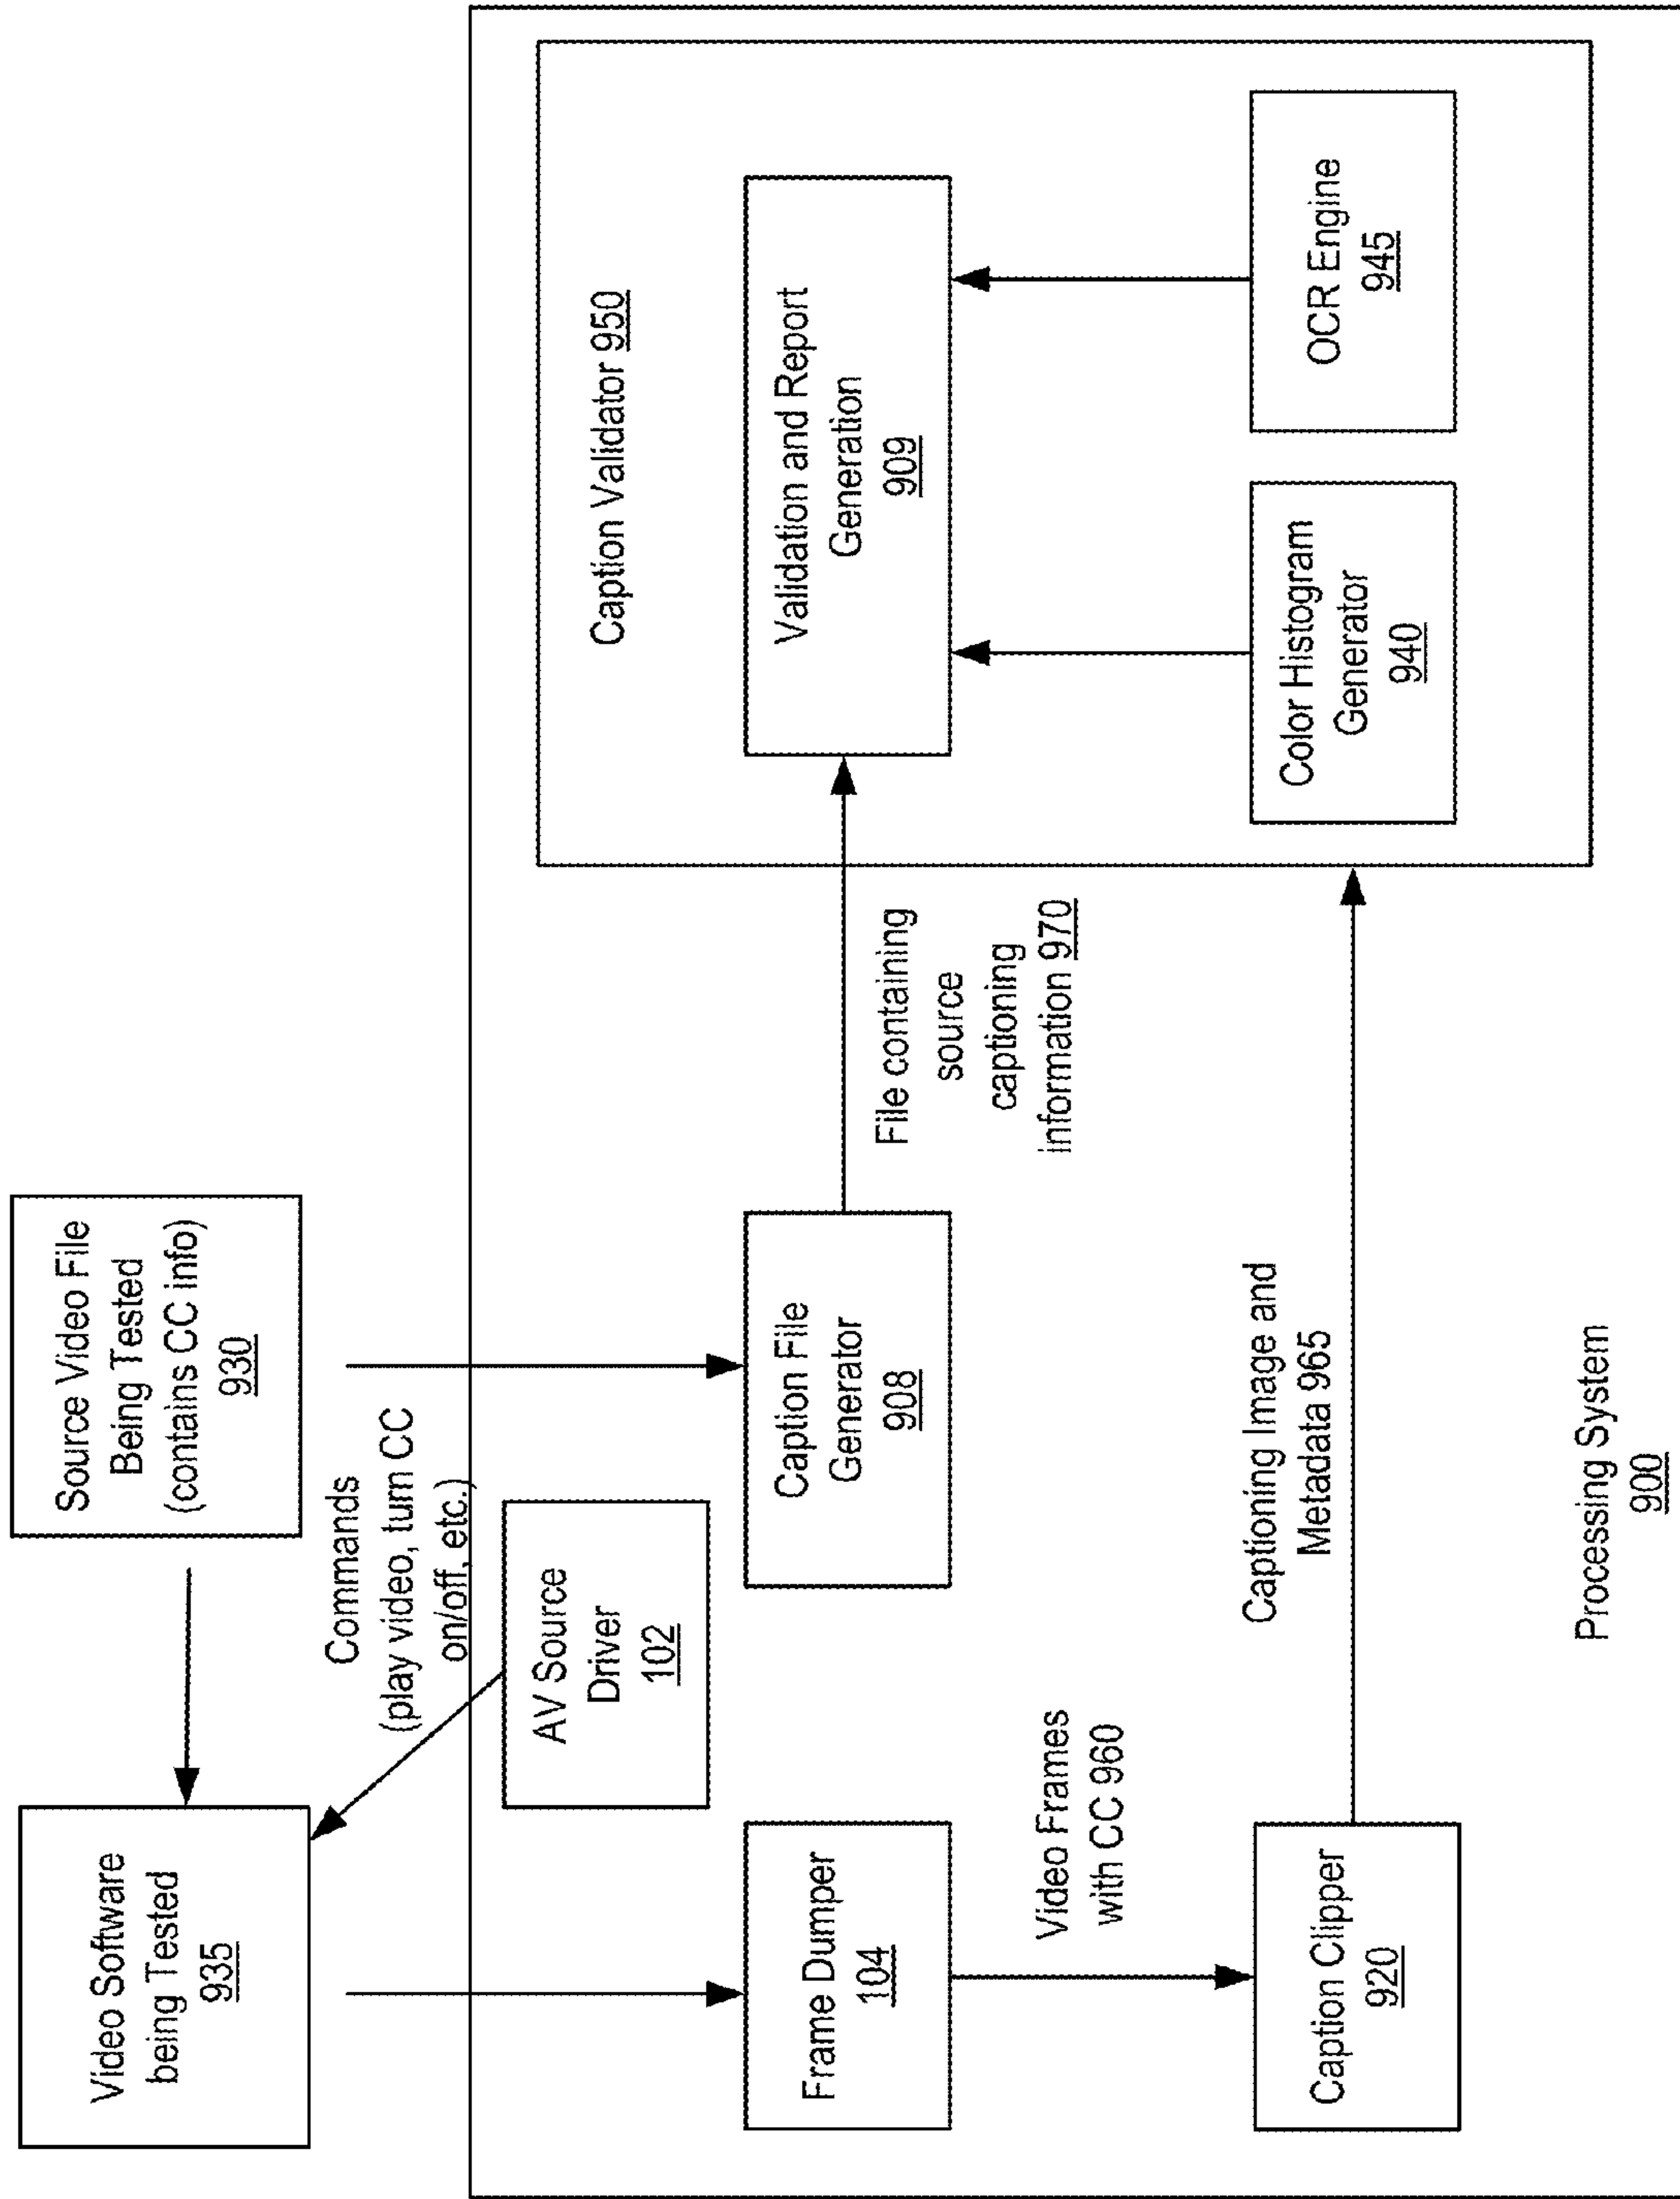 Source Video File
Being Tested
(contains CC info)
930
Video Software
being Tested
935
Commands
(play video, turn CC
on/off, etc.)
AV Source
Driver
102
Frame Dumper
104
Caption File
Generator
908
Video Frames
with CC 960
Caption Clipper
920
File containing
source
captioning
information 970
Captioning Image and
Metadata 965
Caption Validator 950
Validation and Report
Generation
909
Color Histogram
Generator
940
OCR Engine
945
Processing System
900